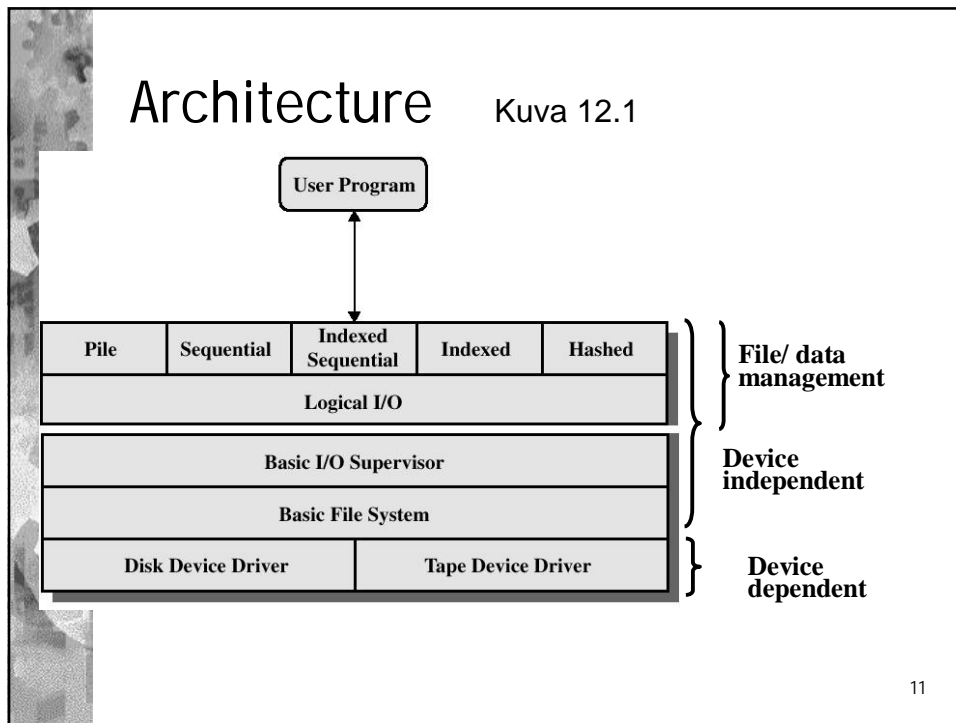 Architecture Kuva 12.1
User Program
Pile Sequential Indexed Sequential Indexed Hashed
Logical I/O
Basic I/O Supervisor
Basic File System
Disk Device Driver Tape Device Driver
File/ data
management
Device
independent
Device
dependent
11